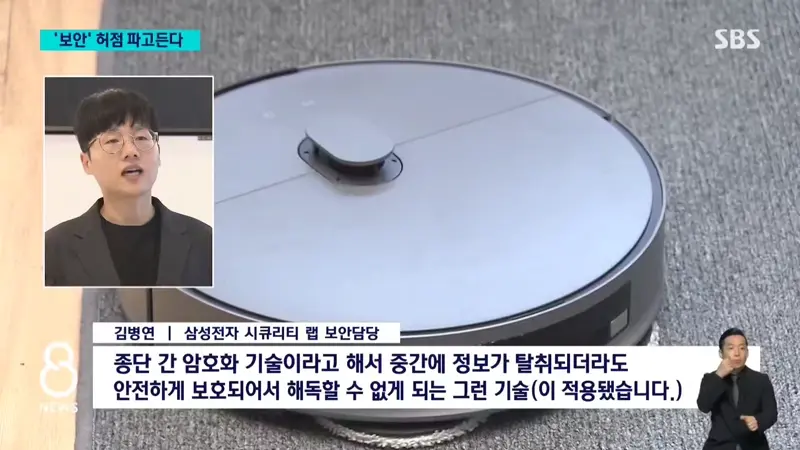 '보안' 허점 파고든다
SBS
김병연 | 삼성전자 시큐리티 랩 보안담당
종단 간 암호화 기술이라고 해서 중간에 정보가 탈취되더라도
안전하게 보호되어서 해독할 수 없게 되는 그런 기술(이 적용됐습니다.)
8
NEWS